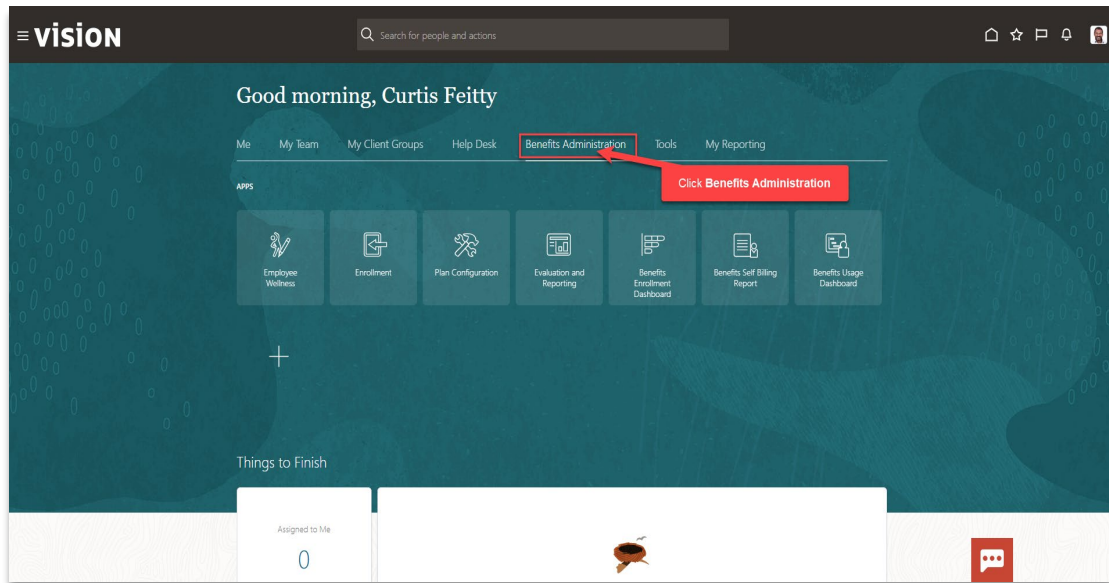 vision
Search for people and actions
Good morning, Curtis Feitty
Me My Team My Client Groups Help Desk Benefits Administration Tools My Reporting
Click Benefits Administration
APPS
Employee
Wellness
Enrollment
Plan Configuration
Evaluation and
Reporting
Benefits
Enrollment
Dashboard
Benefits Self Billing
Report
Benefits Usage
Dashboard
Things to Finish
Assigned to Me
0